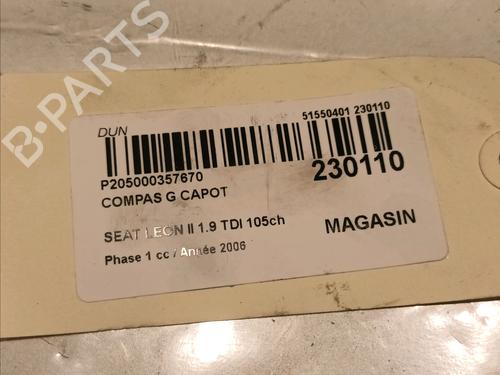 B-PARTS
DUN
51550401 230110
P205000357670
230110
COMPAS G CAPOT
SEAT LEON II 1.9 TDI 105ch
MAGASIN
Phase 1 cc / Année 2006